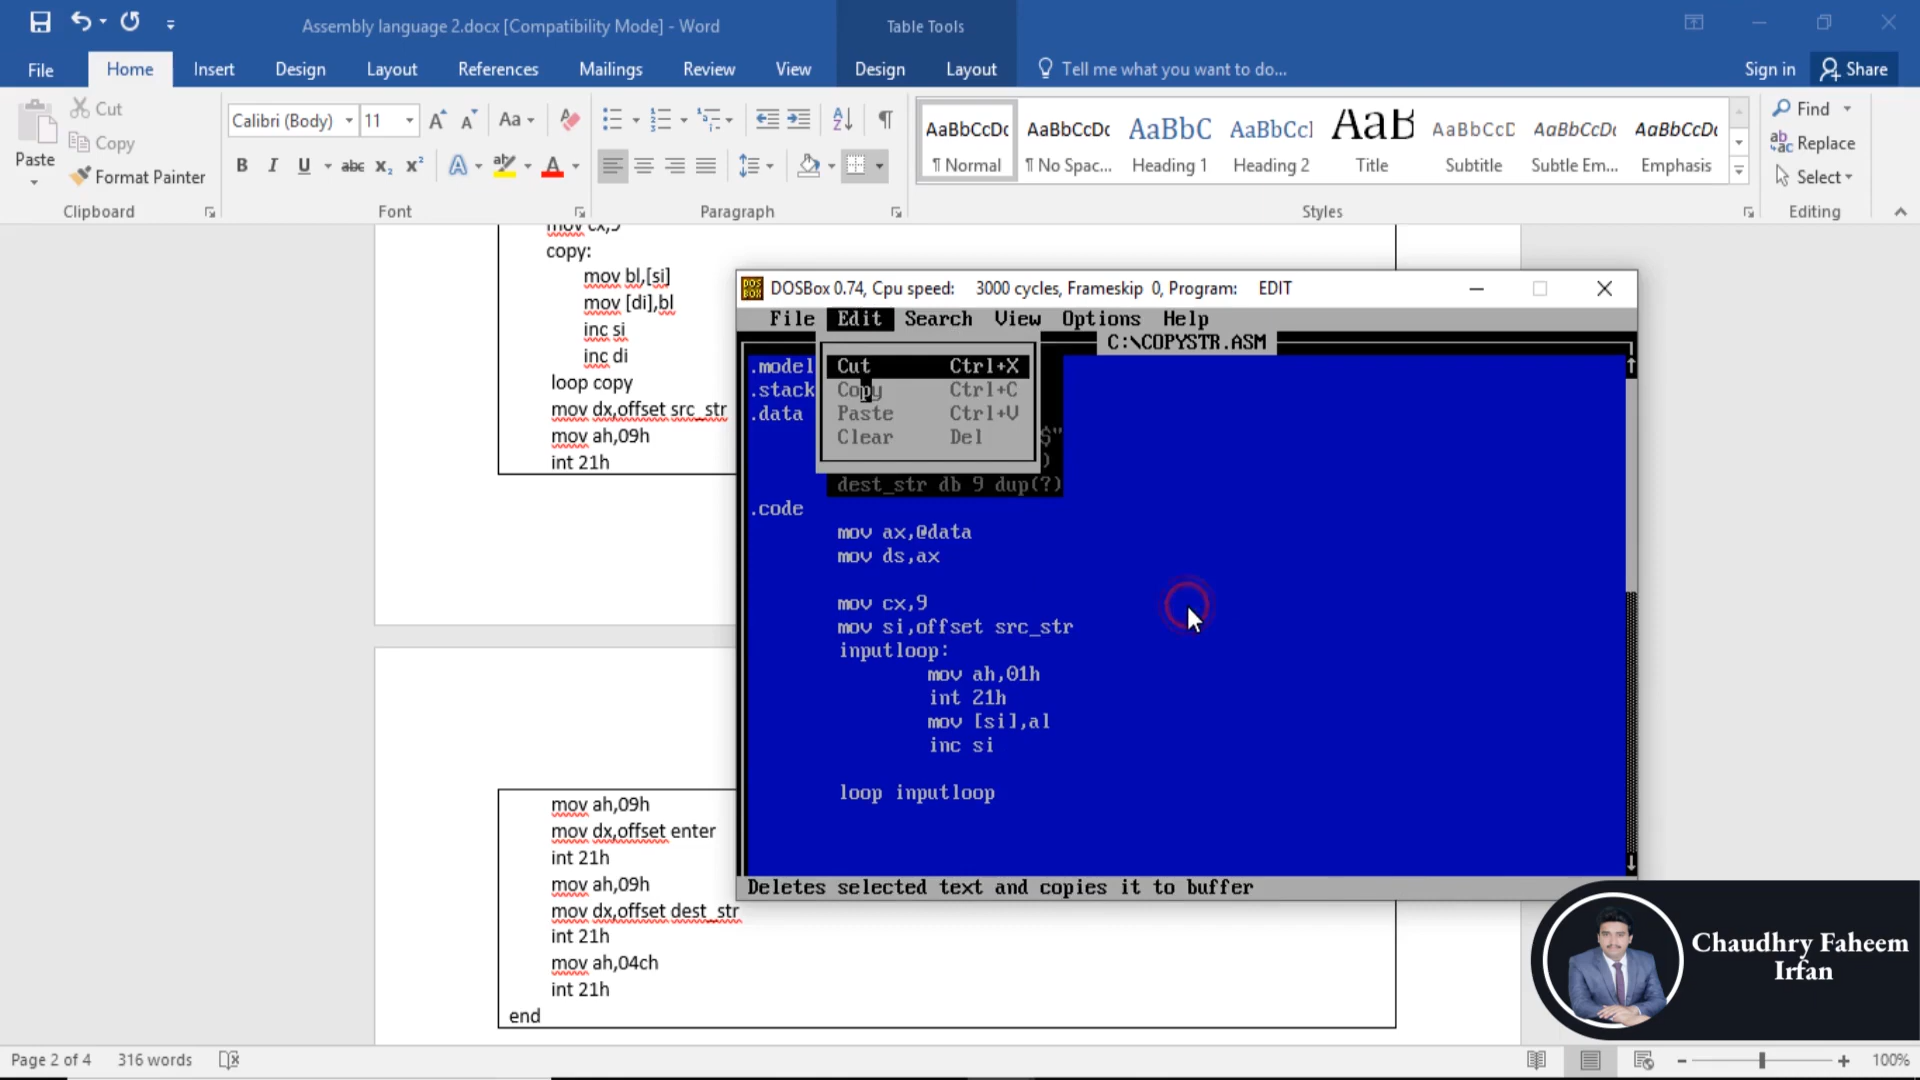 Assembly language 2.docx [Compatibility Mode] - Word
Table Tools
File
Home
Insert
Design
Layout
References
Mailings
Review
View
Design
Layout
Tell me what you want to do...
Sign in
Share
Paste
Cut
Copy
Format Painter
Clipboard
Calibri (Body)
11
Font
Paragraph
AaBbCcDc
¶ Normal
AaBbCcDc
¶ No Spac...
AaBbC
Heading 1
AaBbCcI
Heading 2
AaB
Title
AaBbCcD
Subtitle
AaBbCcDc
Subtle Em...
AaBbCcDc
Emphasis
Styles
Find
Replace
Select
Editing
mov cx,9
copy:
mov bl,[si]
mov [di],bl
inc si
inc di
loop copy
mov dx,offset src_str
mov ah,09h
int 21h
mov ah,09h
mov dx,offset enter
int 21h
mov ah,09h
mov dx,offset dest_str
int 21h
mov ah,04ch
int 21h
end
DOSBox 0.74, Cpu speed: 3000 cycles, Frameskip 0, Program: EDIT
File Edit Search View Options Help
C:\COPYSTR.ASM
Cut Ctrl+X
Copy Ctrl+C
Paste Ctrl+V
Clear Del
.model
.stack
.data
$"
)
dest_str db 9 dup(?)
.code
mov ax,@data
mov ds,ax
mov cx,9
mov si,offset src_str
inputloop:
mov ah,01h
int 21h
mov [si],al
inc si
loop inputloop
Deletes selected text and copies it to buffer
Chaudhry Faheem
Irfan
Page 2 of 4
316 words
100%